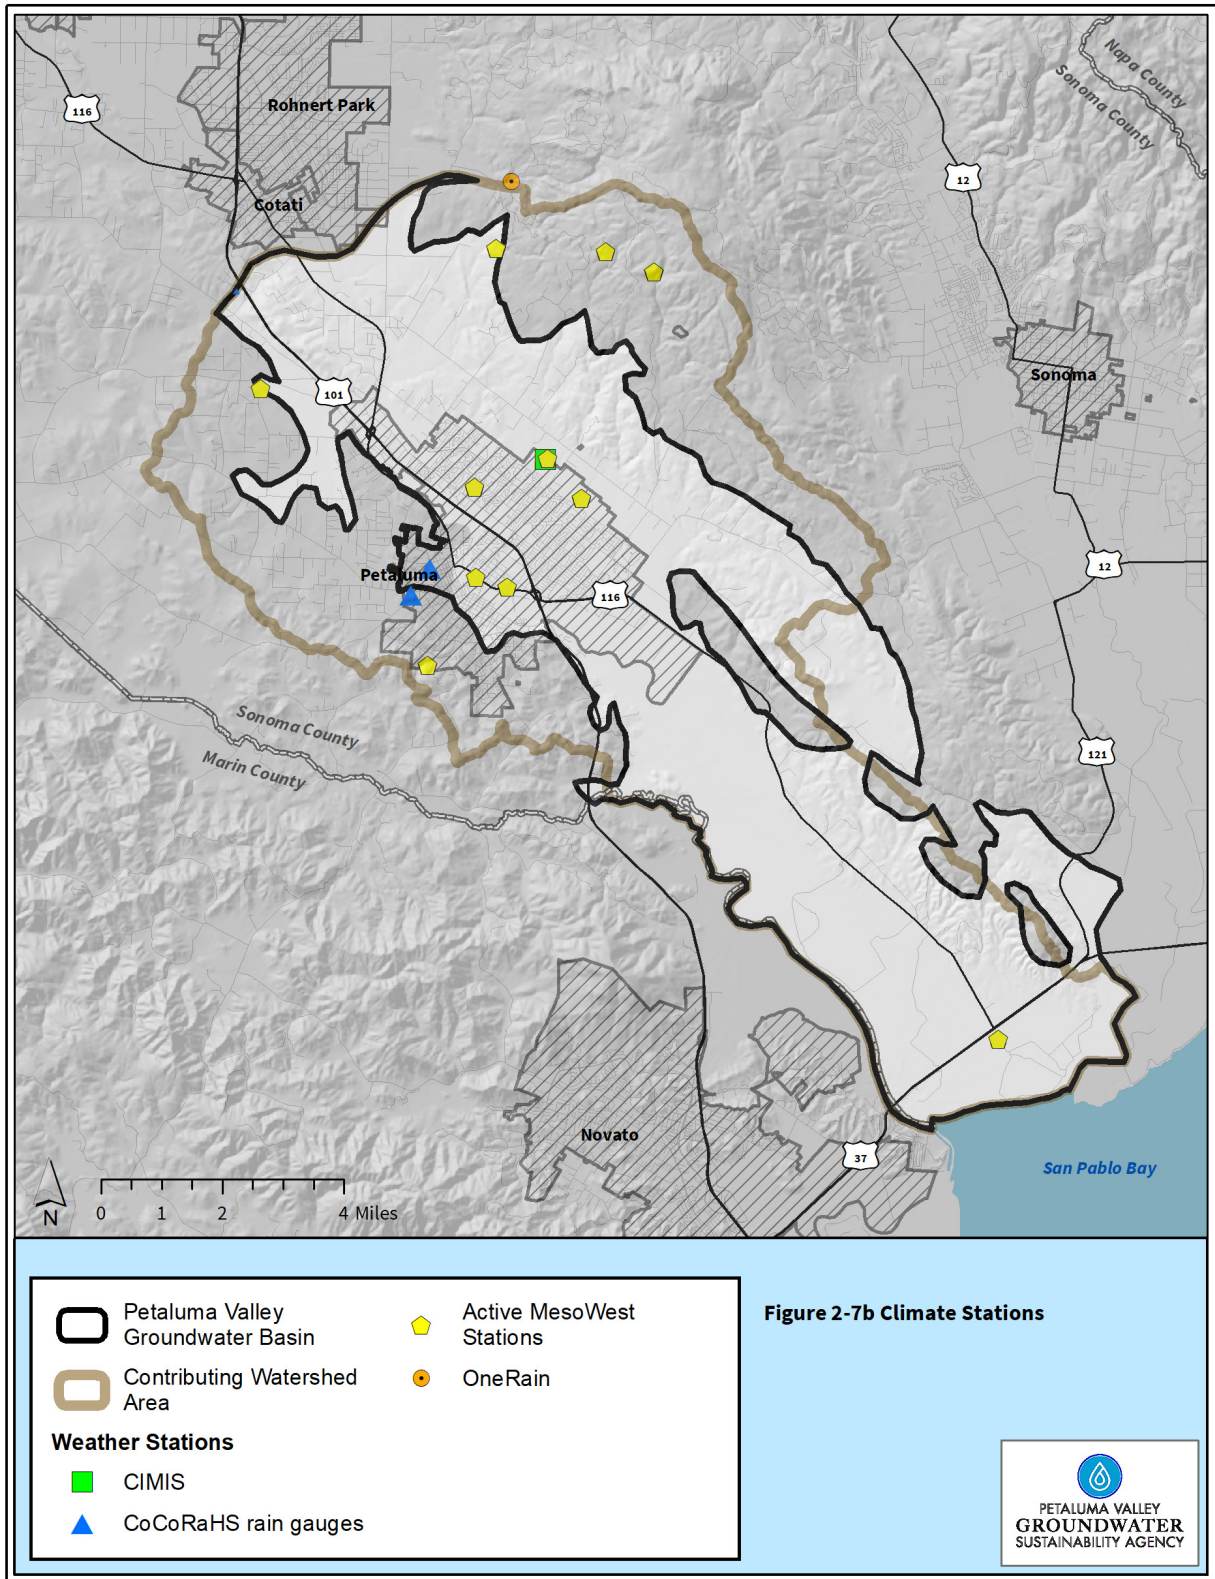 Napa County
Sonoma County
Rohnert Park
116
12
Cotati
Sonoma
101
12
Petaluma
116
Sonoma County
Marin County
121
Novato
37
San Pablo Bay
N
0 1 2 4 Miles
Petaluma Valley
Groundwater Basin
Contributing Watershed
Area
Weather Stations
CIMIS
CoCoRaHS rain gauges
Active MesoWest
Stations
OneRain
Figure 2-7b Climate Stations
PETALUMA VALLEY
GROUNDWATER
SUSTAINABILITY AGENCY